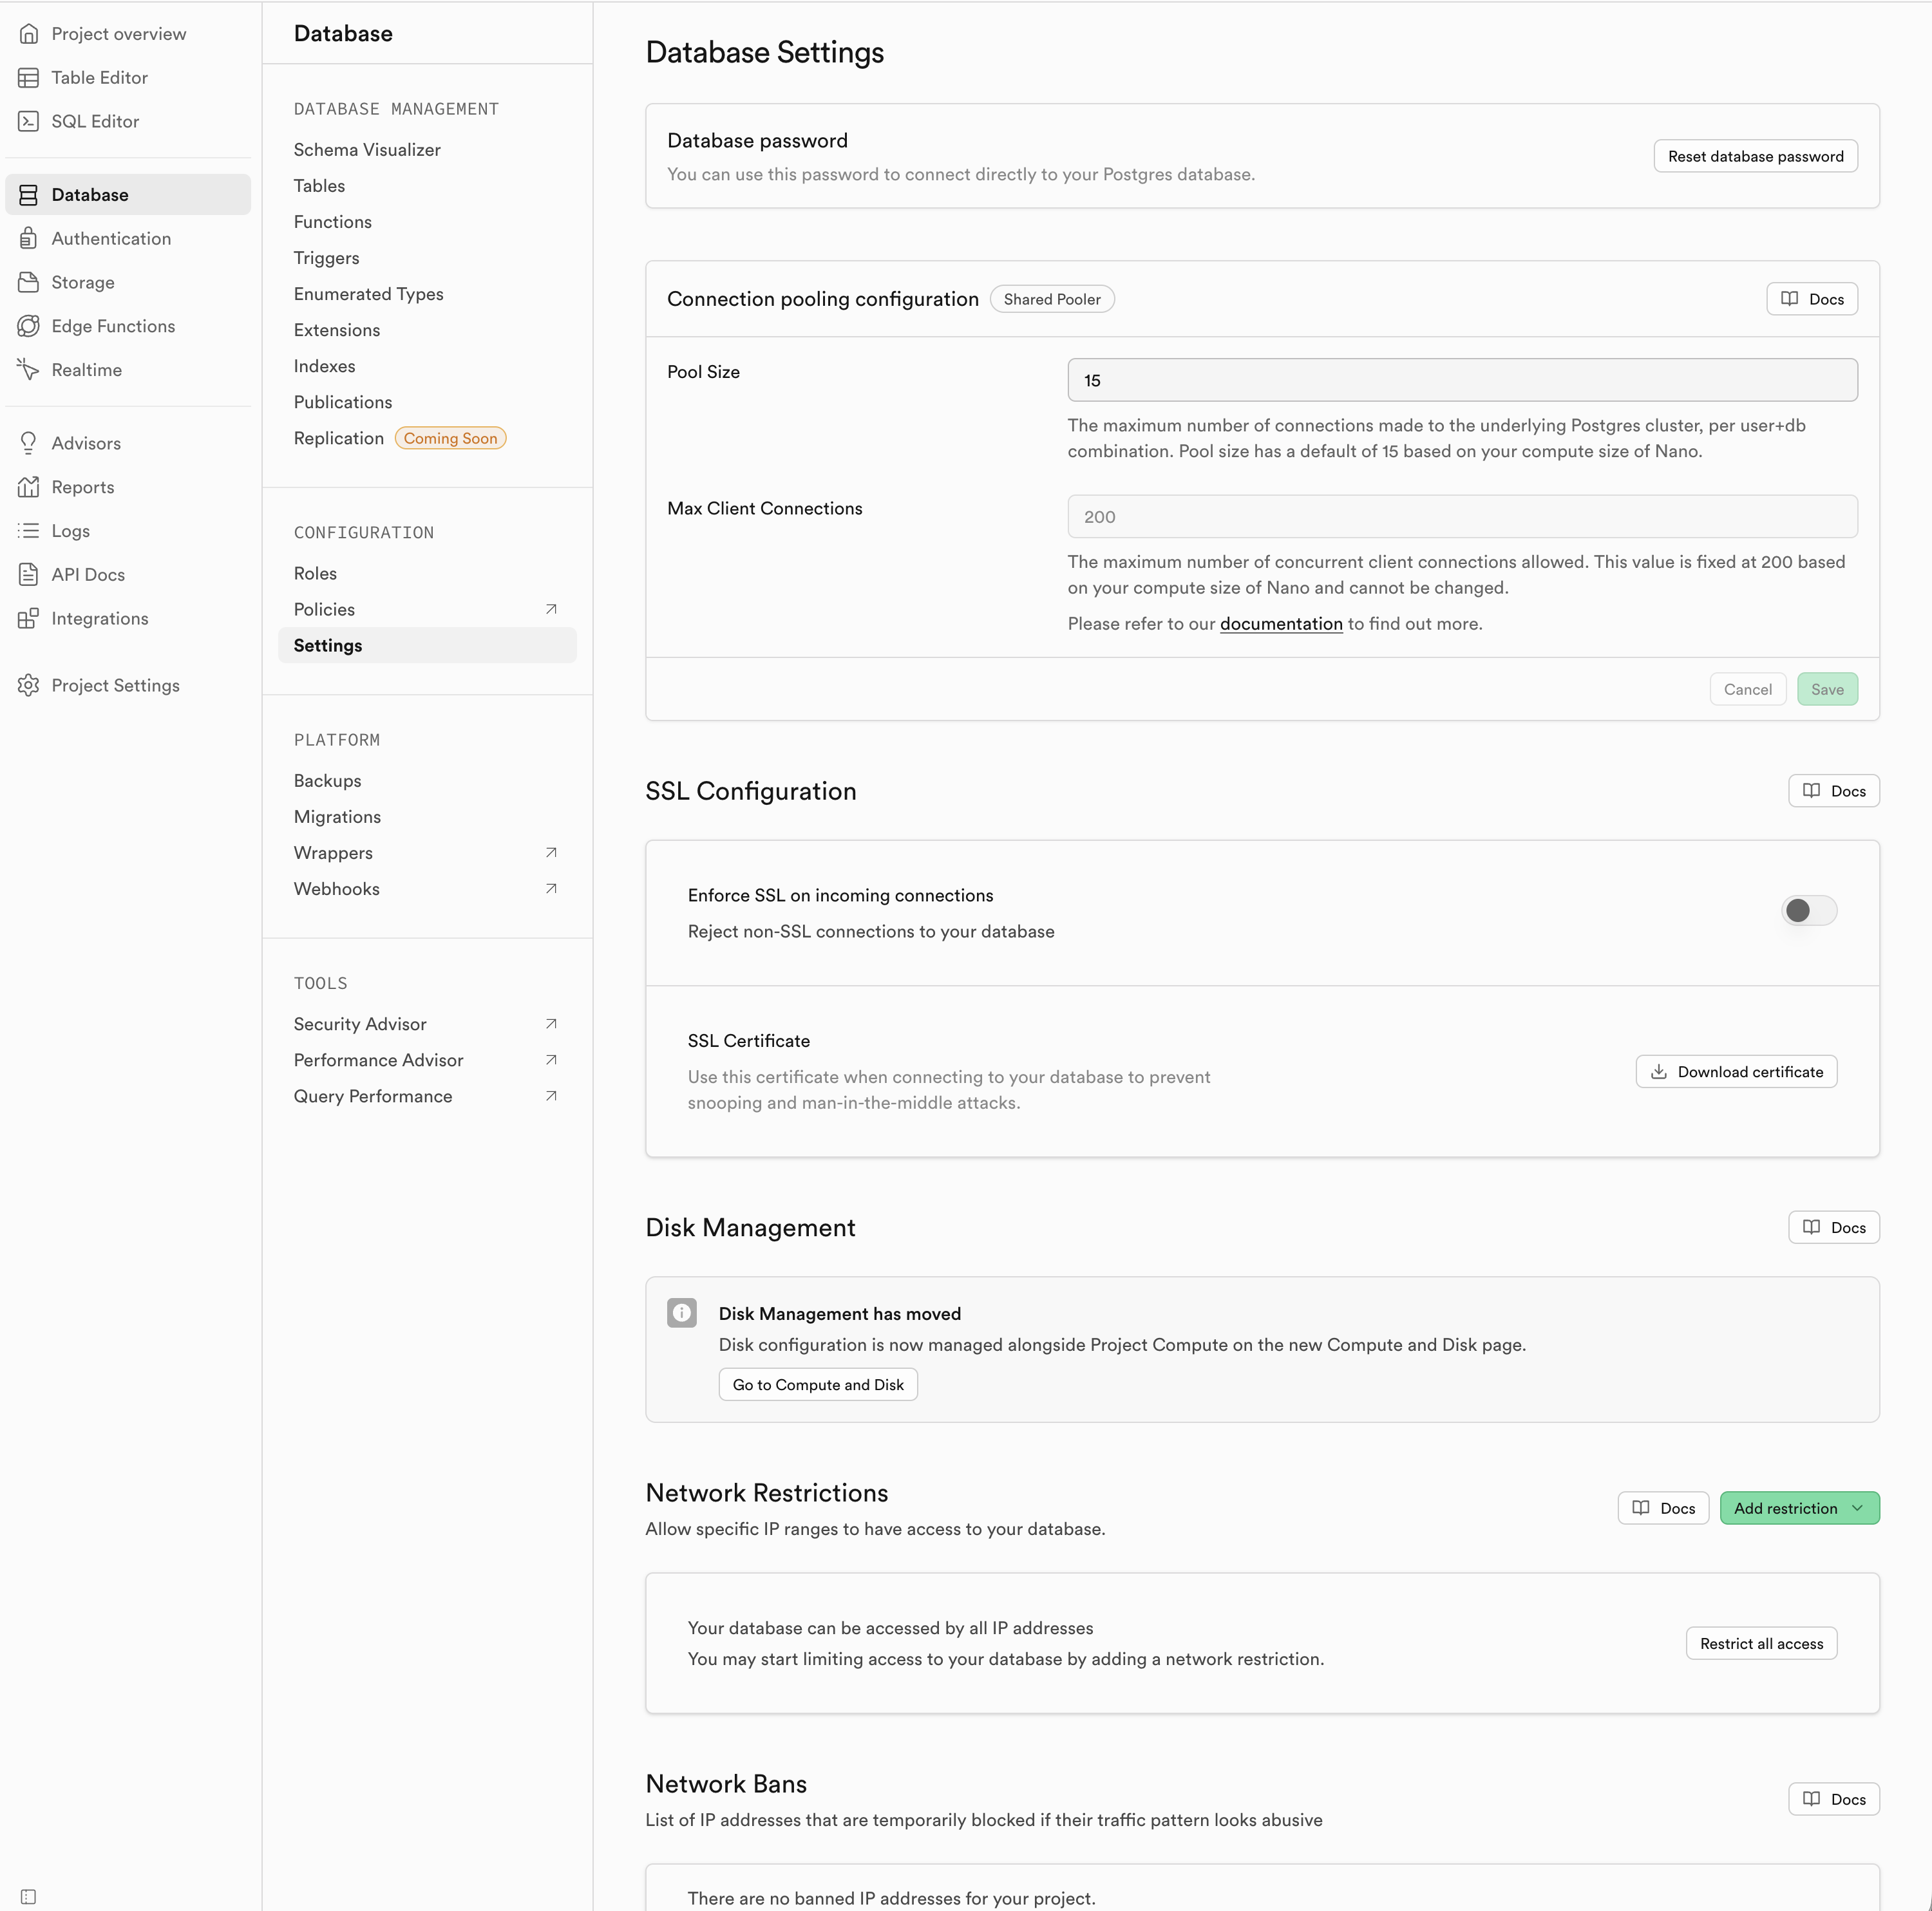 Project overview
Table Editor
SQL Editor
Database
Authentication
Storage
Edge Functions
Realtime
Advisors
Reports
Logs
API Docs
Integrations
Project Settings
Database
DATABASE MANAGEMENT
Schema Visualizer
Tables
Functions
Triggers
Enumerated Types
Extensions
Indexes
Publications
Replication Coming Soon
CONFIGURATION
Roles
Policies
Settings
PLATFORM
Backups
Migrations
Wrappers
Webhooks
TOOLS
Security Advisor
Performance Advisor
Query Performance
Database Settings
Database password
You can use this password to connect directly to your Postgres database.
Reset database password
Connection pooling configuration Shared Pooler Docs
Pool Size
15
The maximum number of connections made to the underlying Postgres cluster, per user+db
combination. Pool size has a default of 15 based on your compute size of Nano.
Max Client Connections
200
The maximum number of concurrent client connections allowed. This value is fixed at 200 based
on your compute size of Nano and cannot be changed.
Please refer to our documentation to find out more.
Cancel Save
SSL Configuration Docs
Enforce SSL on incoming connections
Reject non-SSL connections to your database
SSL Certificate
Use this certificate when connecting to your database to prevent
snooping and man-in-the-middle attacks.
Download certificate
Disk Management Docs
Disk Management has moved
Disk configuration is now managed alongside Project Compute on the new Compute and Disk page.
Go to Compute and Disk
Network Restrictions
Allow specific IP ranges to have access to your database.
Docs Add restriction
Your database can be accessed by all IP addresses
You may start limiting access to your database by adding a network restriction.
Restrict all access
Network Bans
List of IP addresses that are temporarily blocked if their traffic pattern looks abusive
Docs
There are no banned IP addresses for your project.